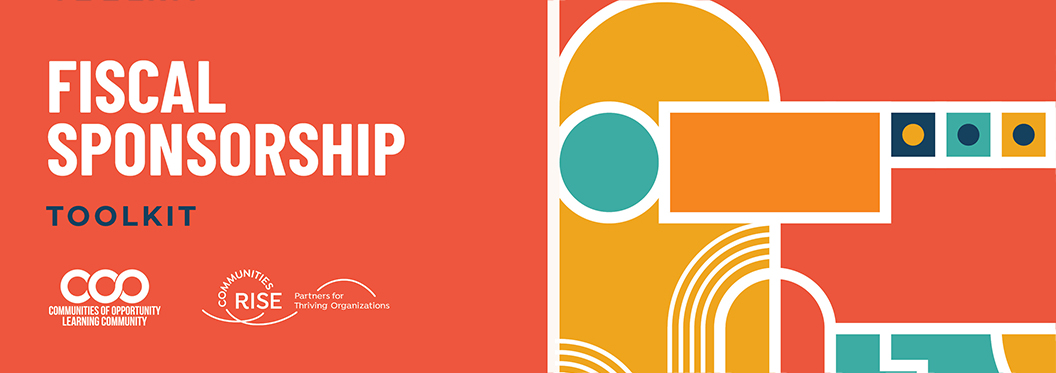 FISCAL
SPONSORSHIP
TOOLKIT
COMMUNITIES OF OPPORTUNITY
LEARNING COMMUNITY
COMMUNITIES
RISE
Partners for
Thriving Organizations